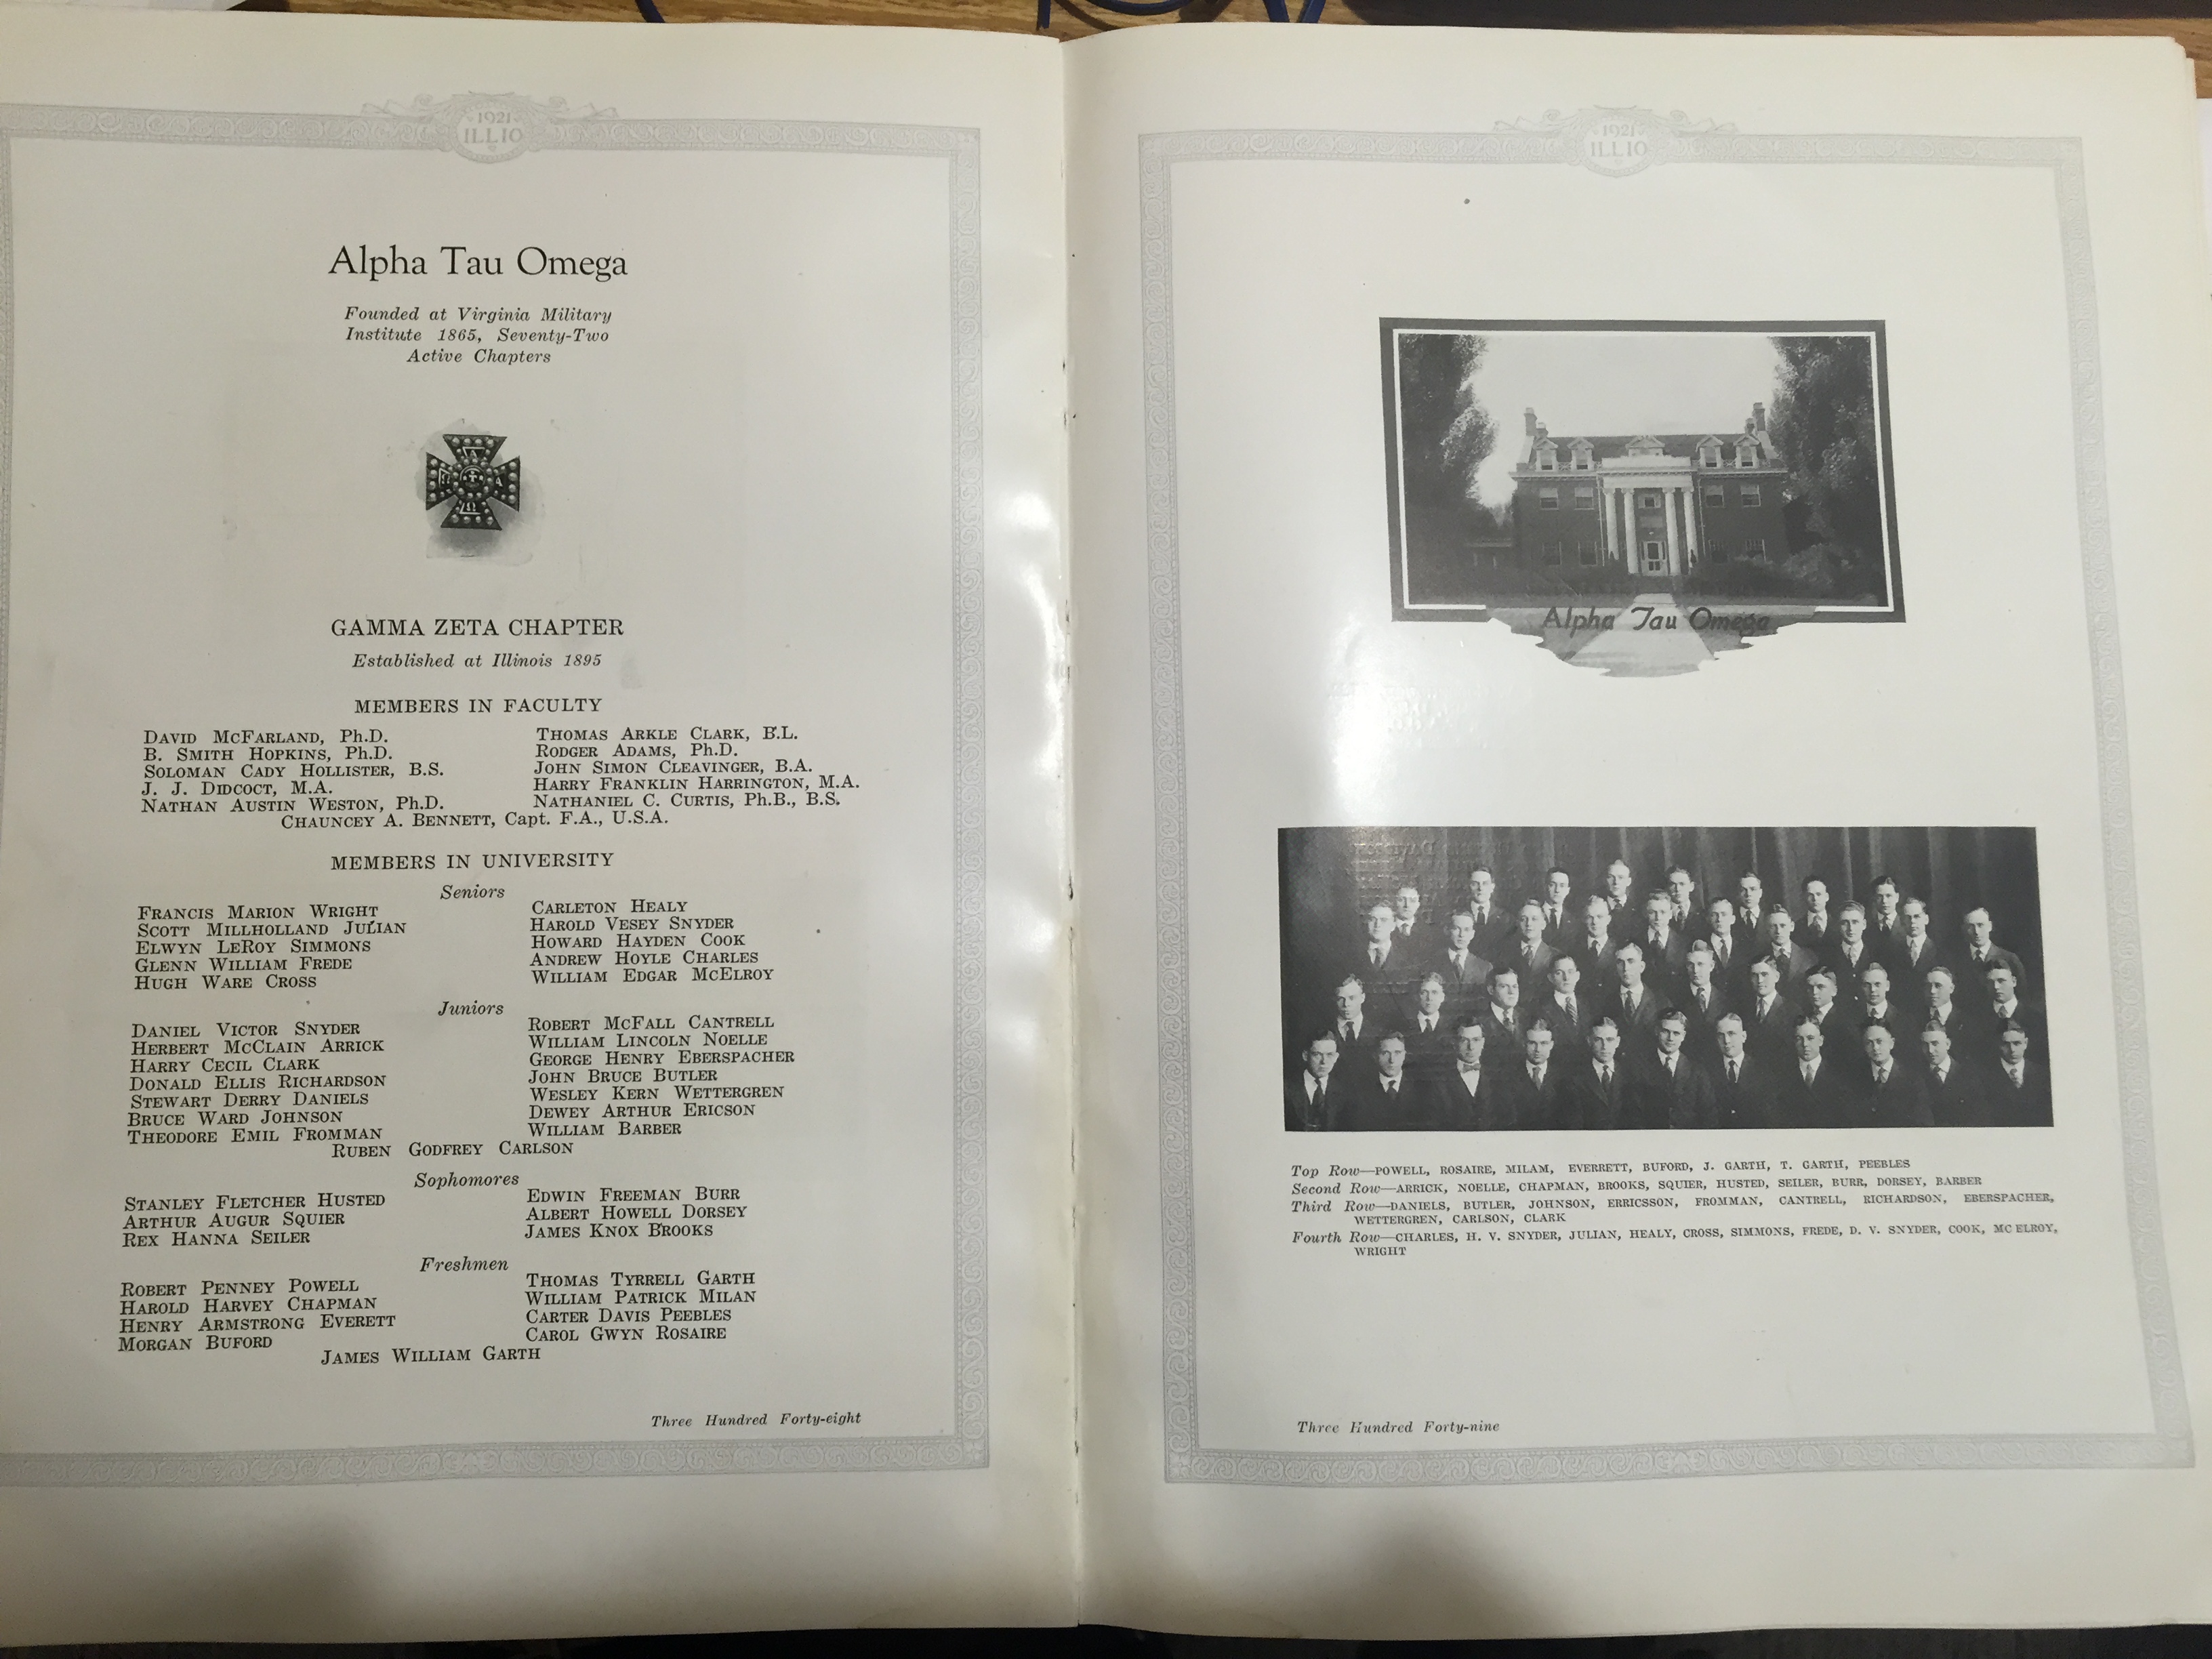 1921
ILLIO
Alpha Tau Omega
Founded at Virginia Military
Institute 1865, Seventy-Two
Active Chapters
GAMMA ZETA CHAPTER
Established at Illinois 1895
MEMBERS IN FACULTY
DAVID MCFARLAND, Ph.D.
B. SMITH HOPKINS, Ph.D.
SOLOMAN CADY HOLLISTER, B.S.
J. J. DIDCOCT, M.A.
NATHAN AUSTIN WESTON, Ph.D.
THOMAS ARKLE CLARK, B.L.
RODGER ADAMS, Ph.D.
JOHN SIMON CLEAVINGER, B.A.
HARRY FRANKLIN HARRINGTON, M.A.
NATHANIEL C. CURTIS, Ph.B., B.S.
CHAUNCEY A. BENNETT, Capt. F.A., U.S.A.
MEMBERS IN UNIVERSITY
Seniors
FRANCIS MARION WRIGHT
SCOTT MILLHOLLAND JULIAN
ELWYN LEROY SIMMONS
GLENN WILLIAM FREDE
HUGH WARE CROSS
CARLETON HEALY
HAROLD VESEY SNYDER
HOWARD HAYDEN COOK
ANDREW HOYLE CHARLES
WILLIAM EDGAR MCELROY
Juniors
DANIEL VICTOR SNYDER
HERBERT MCCLAIN ARRICK
HARRY CECIL CLARK
DONALD ELLIS RICHARDSON
STEWART DERRY DANIELS
BRUCE WARD JOHNSON
THEODORE EMIL FROMMAN
ROBERT MCFALL CANTRELL
WILLIAM LINCOLN NOELLE
GEORGE HENRY EBERSPACHER
JOHN BRUCE BUTLER
WESLEY KERN WETTERGREN
DEWEY ARTHUR ERICSON
WILLIAM BARBER
RUBEN GODFREY CARLSON
Sophomores
STANLEY FLETCHER HUSTED
ARTHUR AUGUR SQUIER
REX HANNA SEILER
EDWIN FREEMAN BURR
ALBERT HOWELL DORSEY
JAMES KNOX BROOKS
Freshmen
ROBERT PENNEY POWELL
HAROLD HARVEY CHAPMAN
HENRY ARMSTRONG EVERETT
MORGAN BUFORD
THOMAS TYRRELL GARTH
WILLIAM PATRICK MILAN
CARTER DAVIS PEEBLES
CAROL GWYN ROSAIRE
JAMES WILLIAM GARTH
Three Hundred Forty-eight
1921
ILLIO
Alpha Tau Omega
Top Row—POWELL, ROSAIRE, MILAM, EVERRETT, BUFORD, J. GARTH, T. GARTH, PEEBLES
Second Row—ARRICK, NOELLE, CHAPMAN, BROOKS, SQUIER, HUSTED, SEILER, BURR, DORSEY, BARBER
Third Row—DANIELS, BUTLER, JOHNSON, ERRICSSON, FROMMAN, CANTRELL, RICHARDSON, EBERSPACHER,
WETTERGREN, CARLSON, CLARK
Fourth Row—CHARLES, H. V. SNYDER, JULIAN, HEALY, CROSS, SIMMONS, FREDE, D. V. SNYDER, COOK, MC ELROY,
WRIGHT
Three Hundred Forty-nine